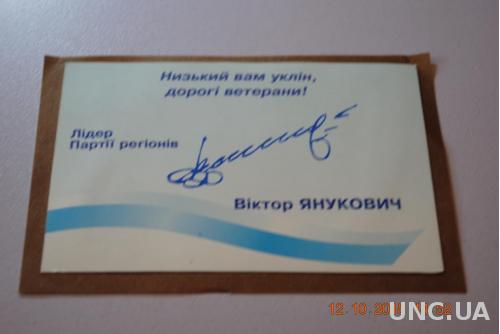 Низький вам уклін,
дорогі ветерани!
Лідер
Партії регіонів
Віктор ЯНУКОВИЧ
UNC.UA